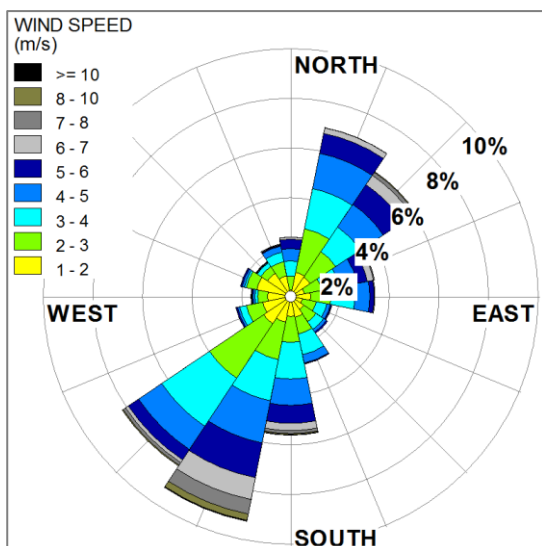 WIND SPEED
(m/s)
>= 10
8 - 10
7 - 8
6 - 7
5 - 6
4 - 5
3 - 4
2 - 3
1 - 2
NORTH
10%
8%
6%
4%
2%
WEST
EAST
SOUTH